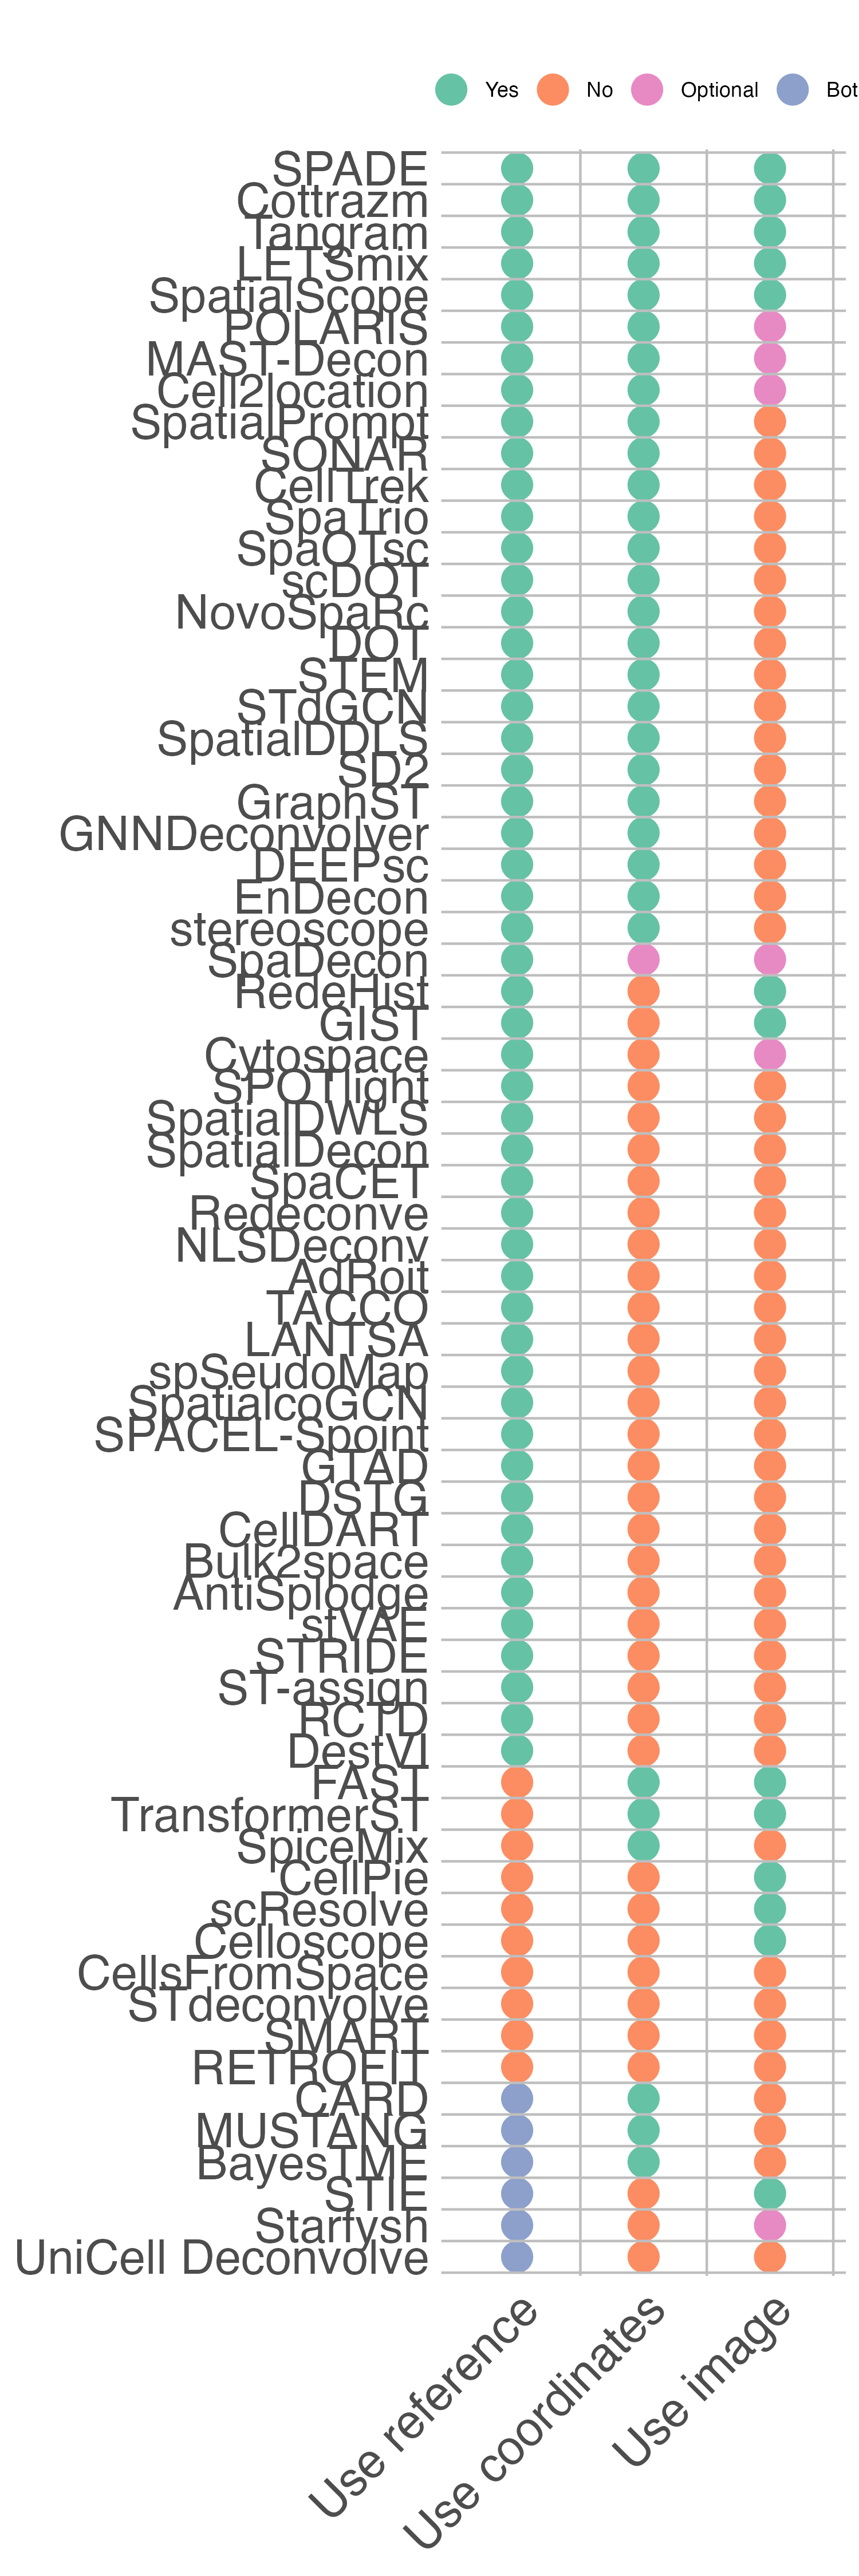 Yes No Optional Bot
SPADE
Cottrazm
Tangram
LETSmix
SpatialScope
POLARIS
MAST-Decon
Cell2location
SpatialPrompt
SONAR
CellTrek
SpaTrio
SpaOTsc
scDOT
NovoSpaRc
DOT
STEM
STdGCN
SpatialDDLS
SD2
GraphST
GNNDeconvolver
DEEPsc
EnDecon
stereoscope
SpaDecon
RedeHist
GIST
Cytospace
SPOTlight
SpatialDWLS
SpatialDecon
SpaCET
Redeconve
NLSDeconv
AdRoit
TACCO
LANTSA
spSeudoMap
SpatialcoGCN
SPACEL-Spoint
GTAD
DSTG
CellDART
Bulk2space
AntiSplodge
stVAE
STRIDE
ST-assign
RCTD
DestVI
FAST
TransformerST
SpiceMix
CellPie
scResolve
Celloscope
CellsFromSpace
STdeconvolve
SMART
RETROFIT
CARD
MUSTANG
BayesTME
STIE
Starfysh
UniCell Deconvolve
Use reference
Use coordinates
Use image